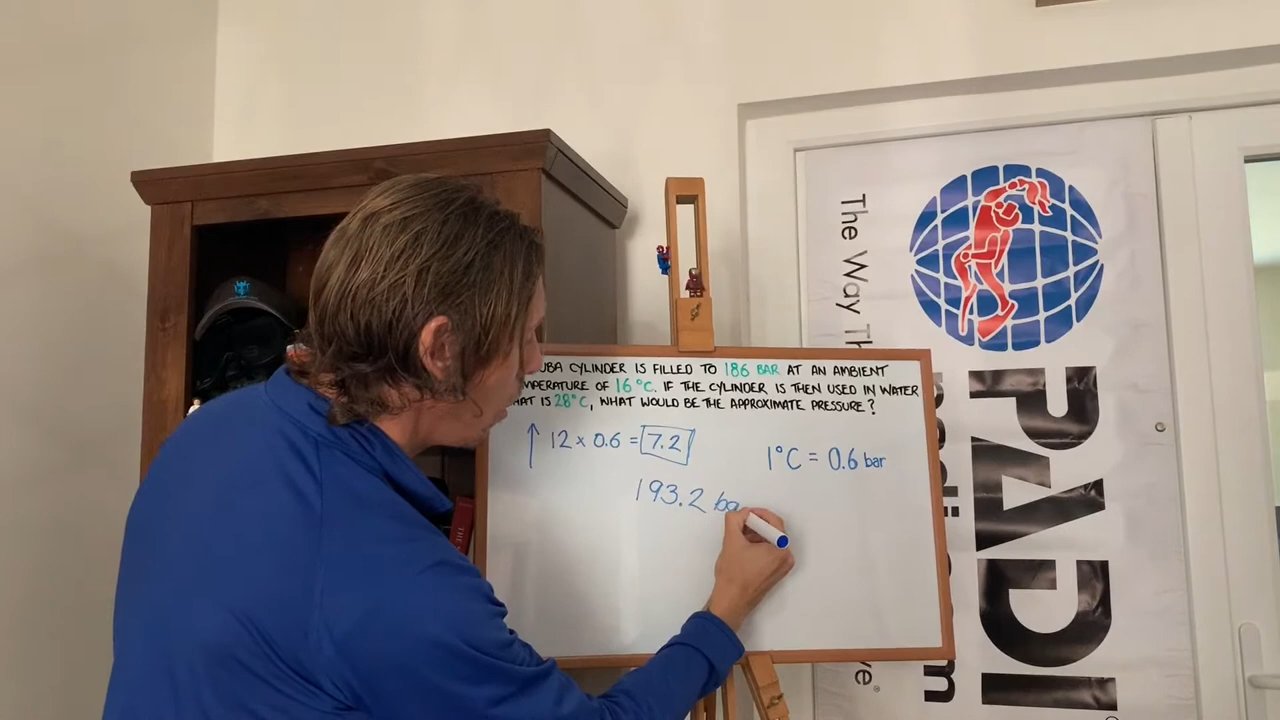 UBA CYLINDER IS FILLED TO 186 BAR AT AN AMBIENT
MPERATURE OF 16°C. IF THE CYLINDER IS THEN USED IN WATER
AT IS 28°C, WHAT WOULD BE THE APPROXIMATE PRESSURE?
↑ 12 x 0.6 = 7.2
1°C = 0.6 bar
193.2 ba
The Way Th
PADI